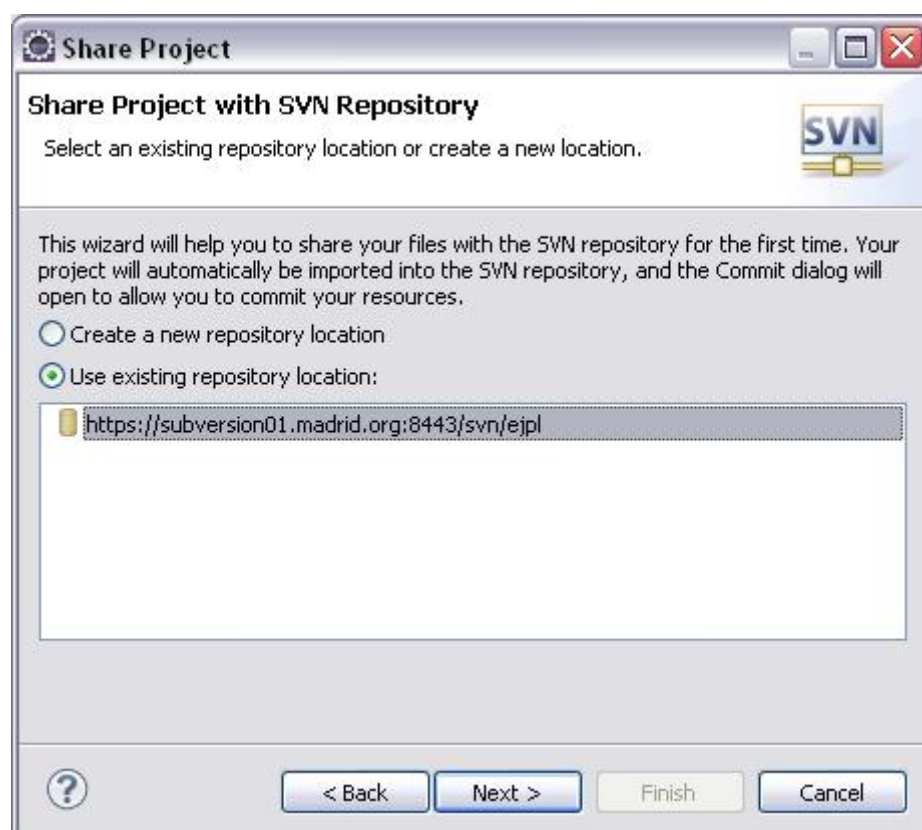 Share Project
Share Project with SVN Repository
Select an existing repository location or create a new location.
SVN
This wizard will help you to share your files with the SVN repository for the first time. Your
project will automatically be imported into the SVN repository, and the Commit dialog will
open to allow you to commit your resources.
Create a new repository location
Use existing repository location:
https://subversion01.madrid.org:8443/svn/ejpl
?
< Back
Next >
Finish
Cancel